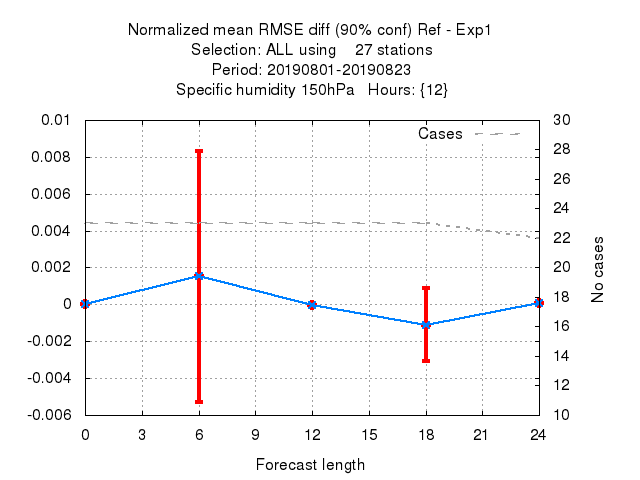 Normalized mean RMSE diff (90% conf) Ref - Exp1
Selection: ALL using 27 stations
Period: 20190801-20190823
Specific humidity 150hPa Hours: {12}
Cases
0.01
0.008
0.006
0.004
0.002
0
-0.002
-0.004
-0.006
30
28
26
24
22
20
18
16
14
12
10
No cases
0 3 6 9 12 15 18 21 24
Forecast length